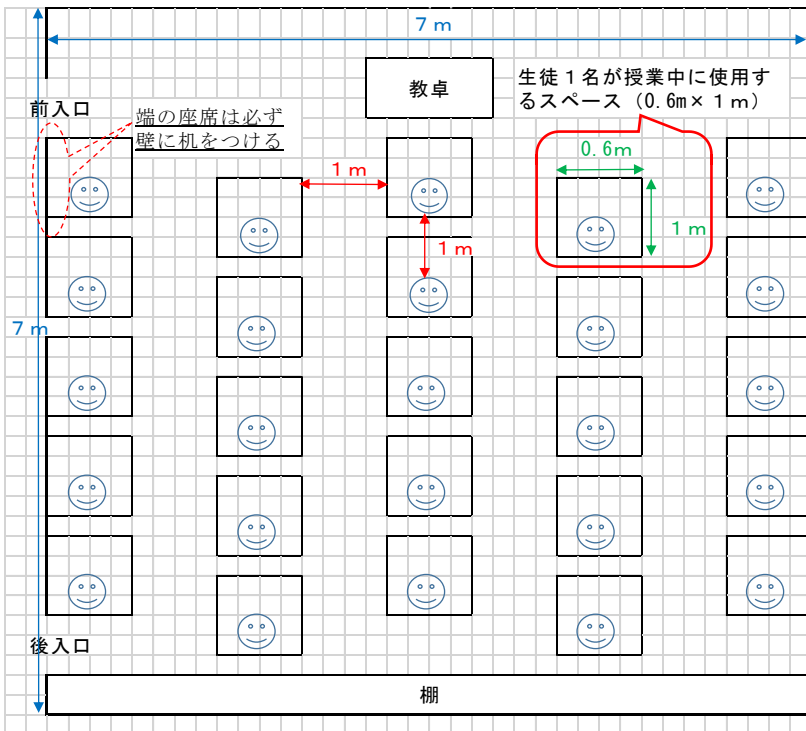 7 m
教卓
生徒1名が授業中に使用す
るスペース（0.6m×1m）
前入口
端の座席は必ず
壁に机をつける
0.6m
1 m
1 m
1 m
7 m
後入口
棚